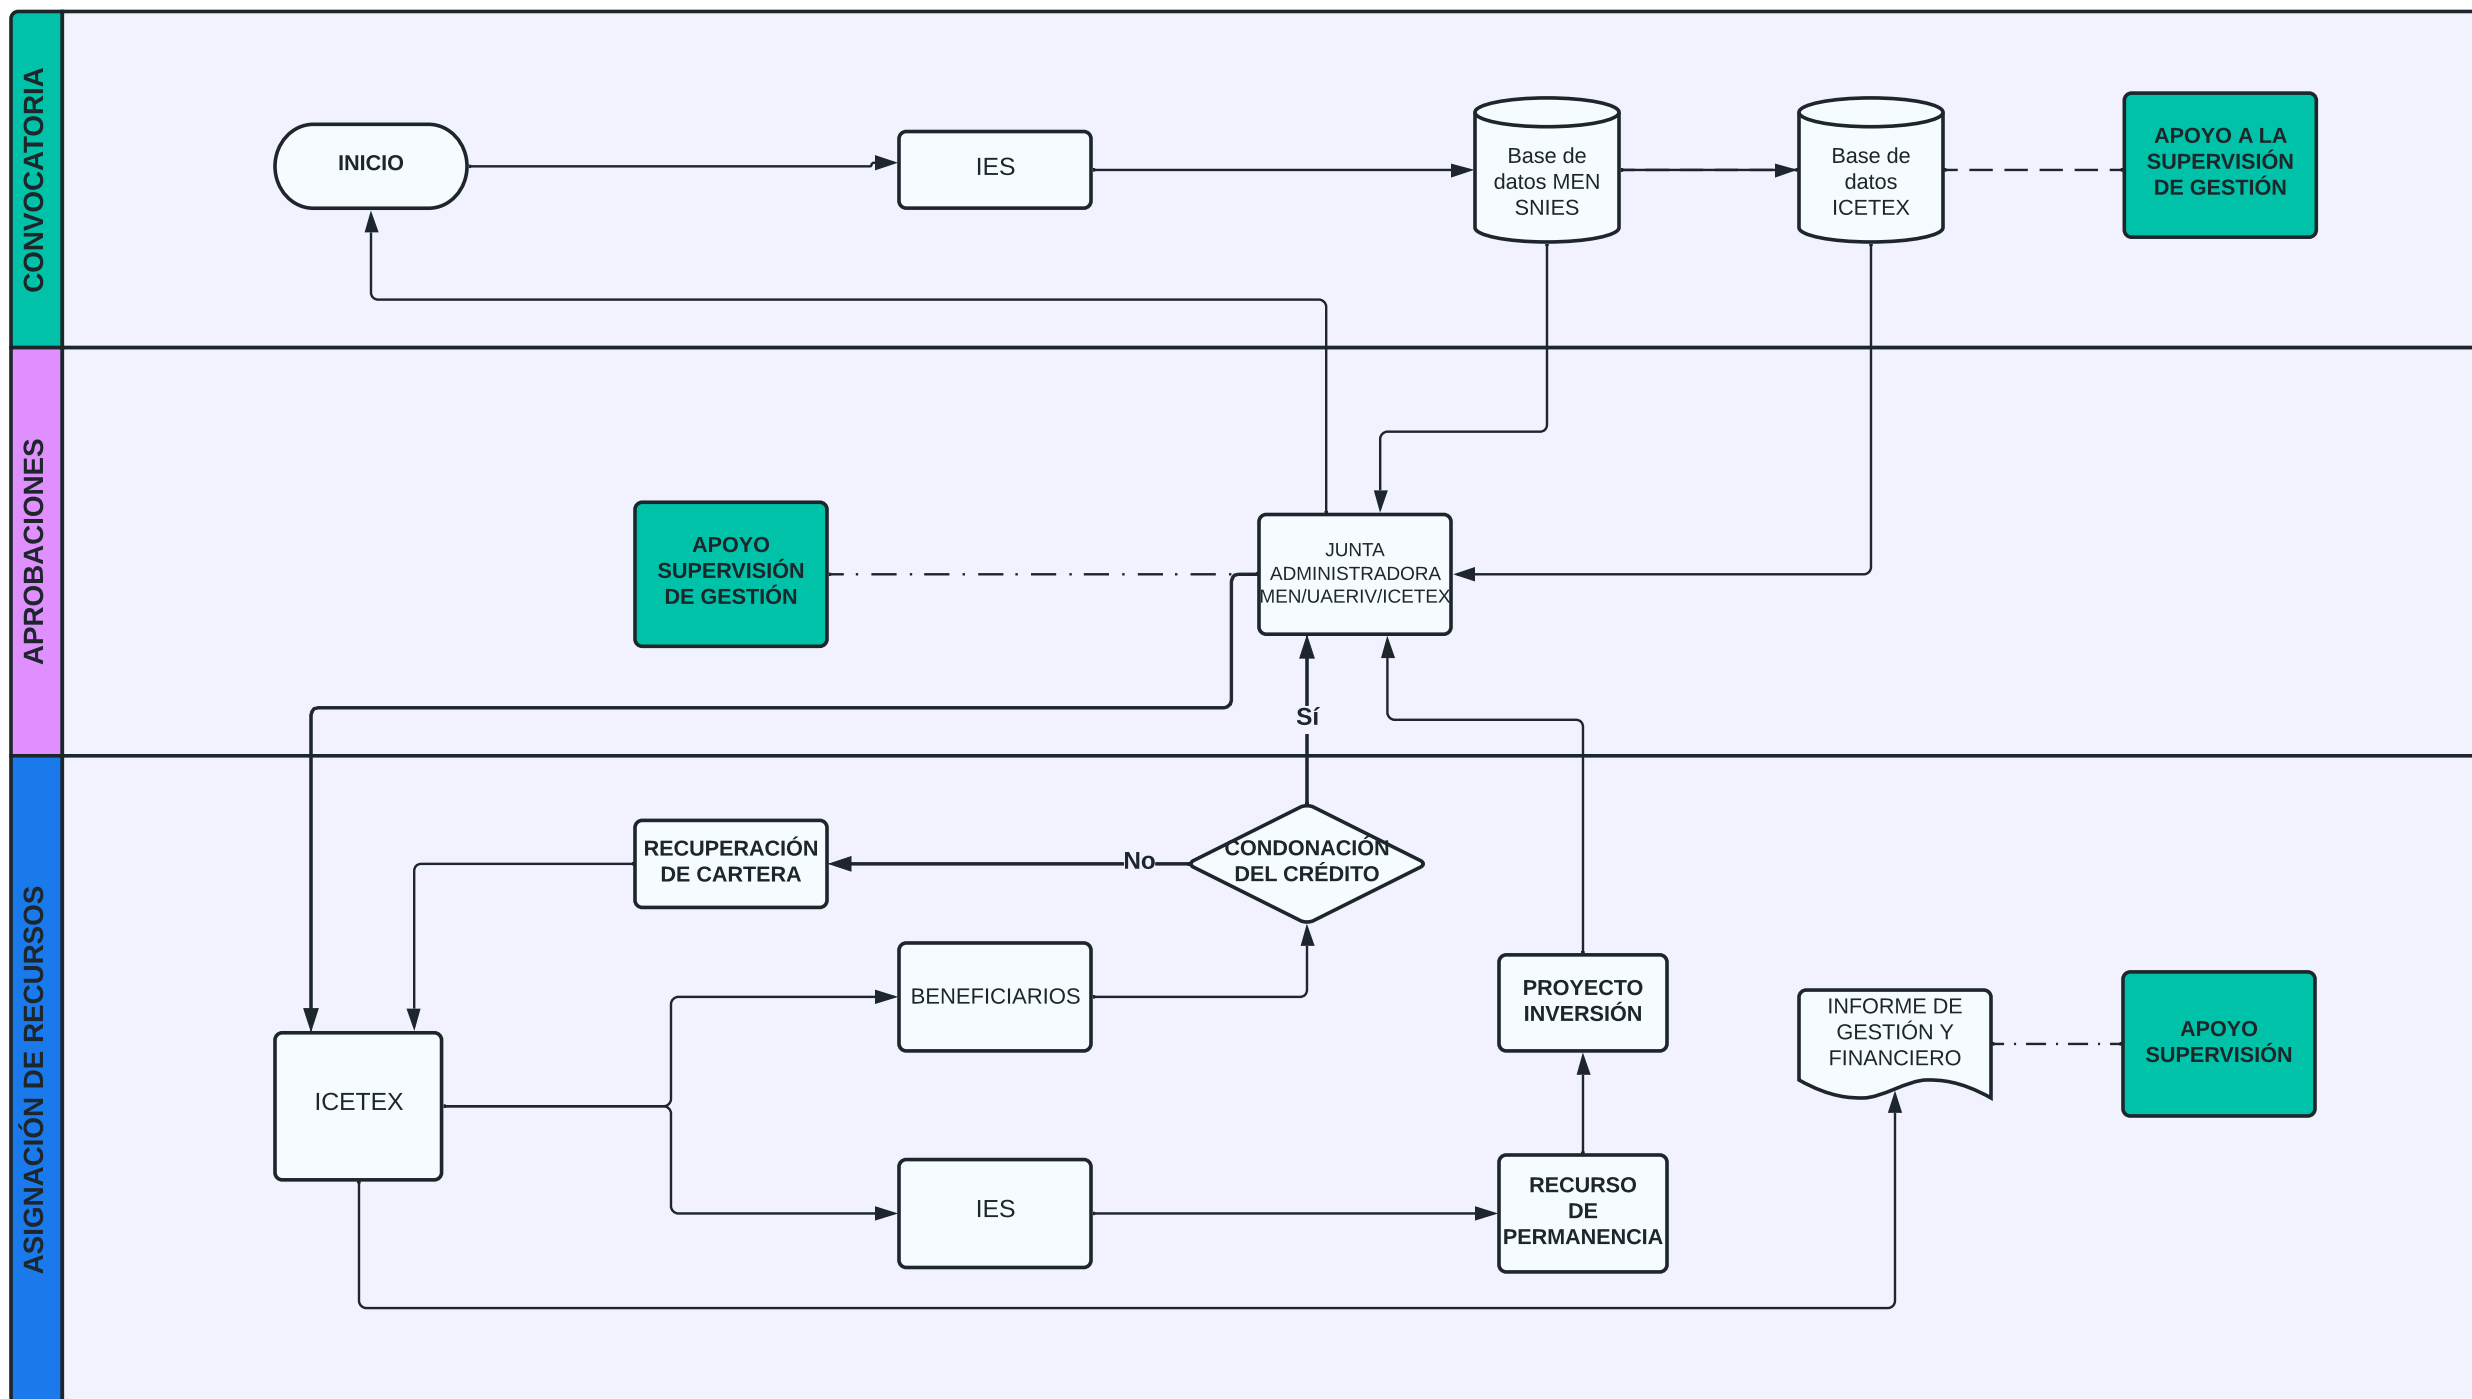 CONVOCATORIA
INICIO
IES
Base de
datos MEN
SNIES
Base de
datos
ICETEX
APOYO A LA
SUPERVISIÓN
DE GESTIÓN
APROBACIONES
APOYO
SUPERVISIÓN
DE GESTIÓN
JUNTA
ADMINISTRADORA
MEN/UAERIV/ICETEX
Sí
ASIGNACIÓN DE RECURSOS
RECUPERACIÓN
DE CARTERA
No
CONDONACIÓN
DEL CRÉDITO
BENEFICIARIOS
PROYECTO
INVERSIÓN
INFORME DE
GESTIÓN Y
FINANCIERO
APOYO
SUPERVISIÓN
ICETEX
IES
RECURSO
DE
PERMANENCIA